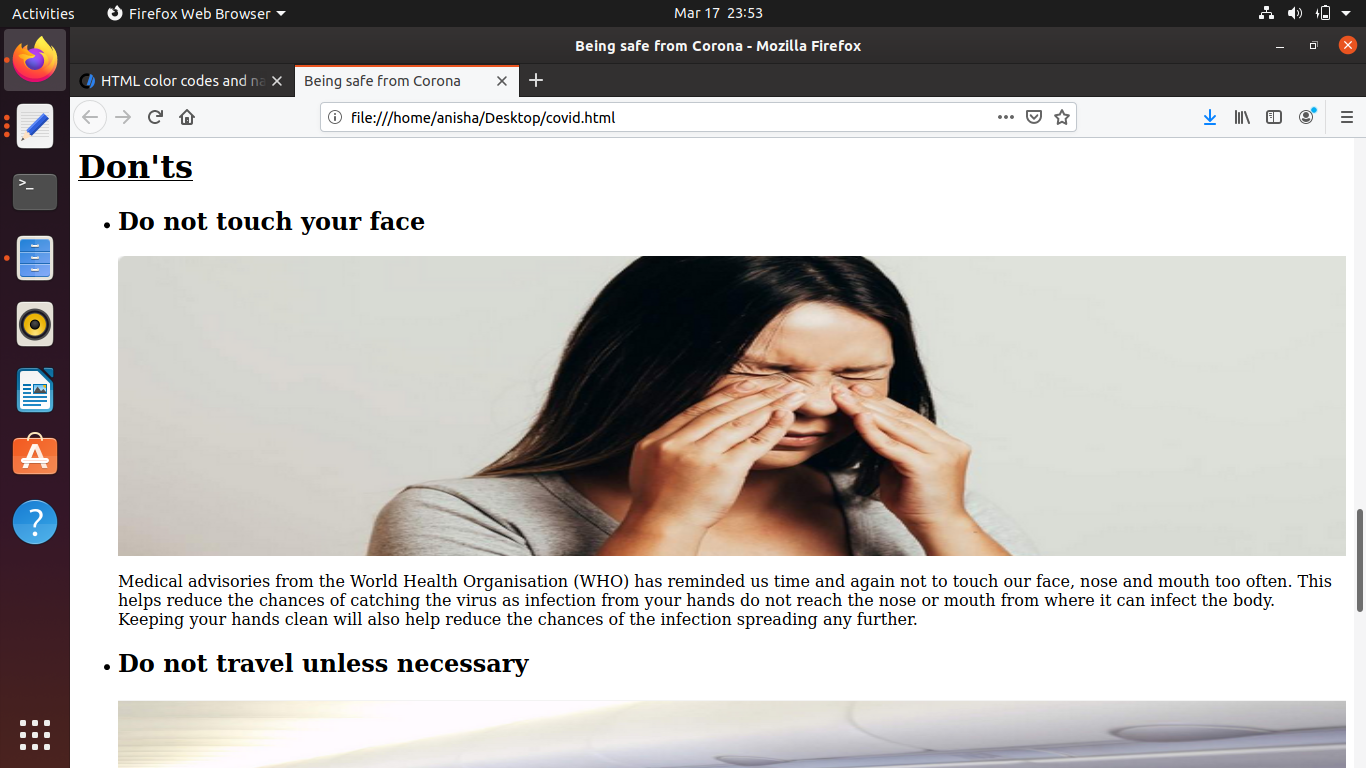 Activities
Firefox Web Browser
Mar 17 23:53
Being safe from Corona - Mozilla Firefox
HTML color codes and na
Being safe from Corona
file:///home/anisha/Desktop/covid.html
Don'ts
• Do not touch your face
Medical advisories from the World Health Organisation (WHO) has reminded us time and again not to touch our face, nose and mouth too often. This
helps reduce the chances of catching the virus as infection from your hands do not reach the nose or mouth from where it can infect the body.
Keeping your hands clean will also help reduce the chances of the infection spreading any further.
• Do not travel unless necessary